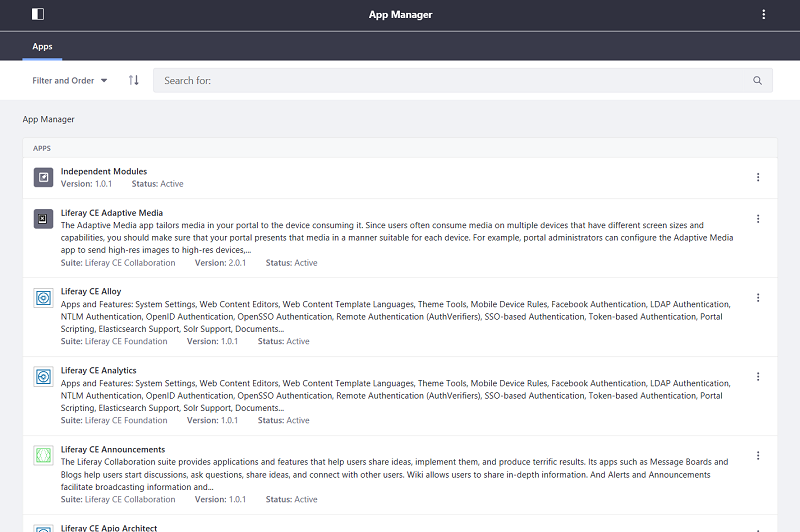 App Manager
Apps
Filter and Order
Search for:
App Manager
APPS
Independent Modules
Version: 1.0.1 Status: Active
Liferay CE Adaptive Media
The Adaptive Media app tailors media in your portal to the device consuming it. Since users often consume media on multiple devices that have different screen sizes and
capabilities, you should make sure that your portal presents that media in a manner suitable for each device. For example, portal administrators can configure the Adaptive Media
app to send high-res images to high-res devices,...
Suite: Liferay CE Collaboration Version: 2.0.1 Status: Active
Liferay CE Alloy
Apps and Features: System Settings, Web Content Editors, Web Content Template Languages, Theme Tools, Mobile Device Rules, Facebook Authentication, LDAP Authentication,
NTLM Authentication, OpenID Authentication, OpenSSO Authentication, Remote Authentication (AuthVerifiers), SSO-based Authentication, Token-based Authentication, Portal
Scripting, Elasticsearch Support, Solr Support, Documents...
Suite: Liferay CE Foundation Version: 1.0.1 Status: Active
Liferay CE Analytics
Apps and Features: System Settings, Web Content Editors, Web Content Template Languages, Theme Tools, Mobile Device Rules, Facebook Authentication, LDAP Authentication,
NTLM Authentication, OpenID Authentication, OpenSSO Authentication, Remote Authentication (AuthVerifiers), SSO-based Authentication, Token-based Authentication, Portal
Scripting, Elasticsearch Support, Solr Support, Documents...
Suite: Liferay CE Foundation Version: 1.0.1 Status: Active
Liferay CE Announcements
The Liferay Collaboration suite provides applications and features that help users share ideas, implement them, and produce terrific results. Its apps such as Message Boards and
Blogs help users start discussions, ask questions, share ideas, and connect with other users. Wiki allows users to share in-depth information. And Alerts and Announcements
facilitate broadcasting information and...
Suite: Liferay CE Collaboration Version: 1.0.1 Status: Active
Liferay CE Apio Architect